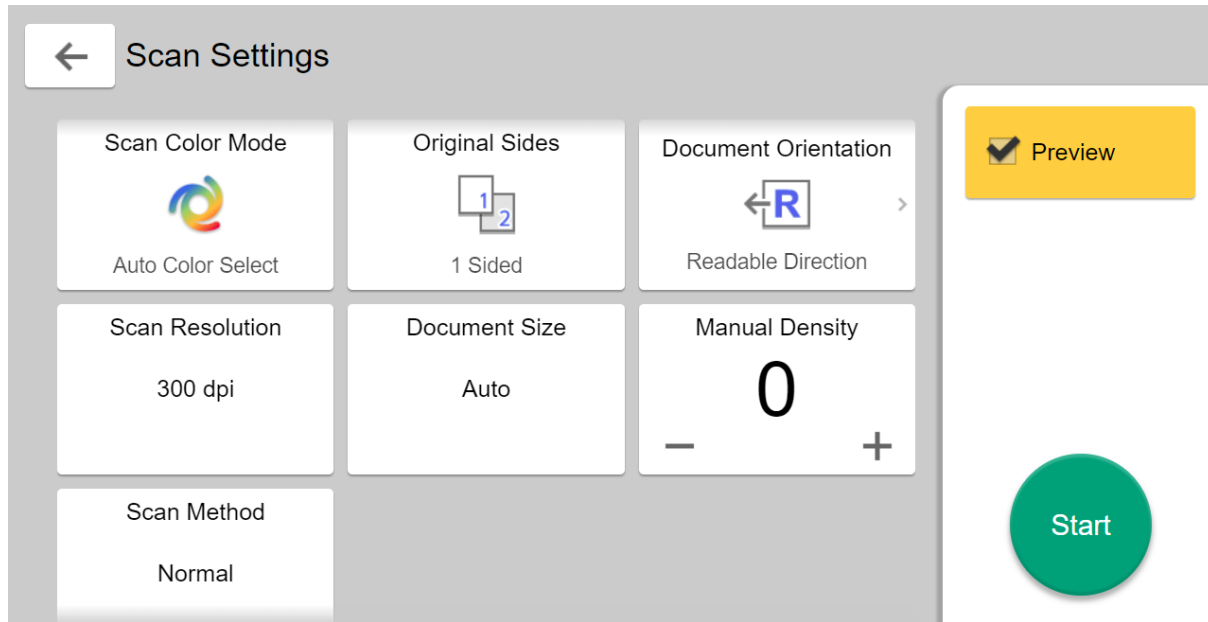 Scan Settings
Scan Color Mode
Auto Color Select
Original Sides
1
2
1 Sided
Document Orientation
R
Readable Direction
Scan Resolution
300 dpi
Document Size
Auto
Manual Density
0
− +
Scan Method
Normal
Preview
Start